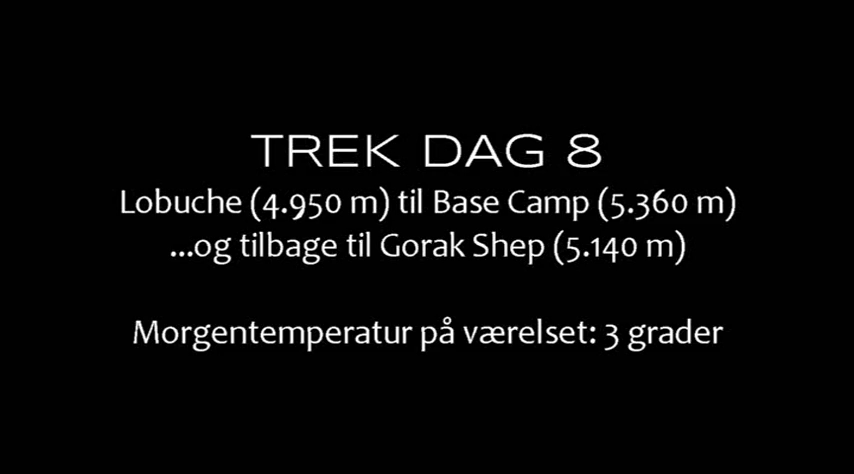 TREK DAG 8
Lobuche (4.950 m) til Base Camp (5.360 m)
...og tilbage til Gorak Shep (5.140 m)
Morgentemperatur på værelset: 3 grader